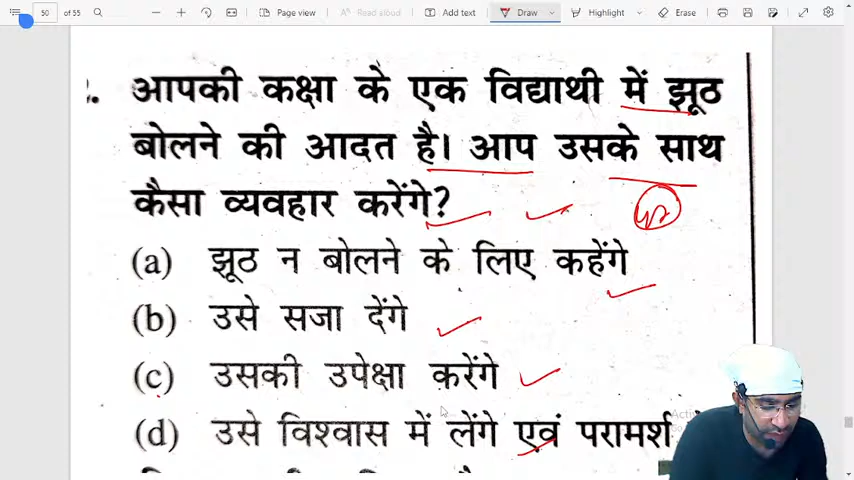 50 of 55 Page view Read aloud Add text Draw Highlight Erase
आपकी कक्षा के एक विद्यार्थी में झूठ
बोलने की आदत है। आप उसके साथ
कैसा व्यवहार करेंगे?
(a) झूठ न बोलने के लिए कहेंगे
(b) उसे सजा देंगे
(c) उसकी उपेक्षा करेंगे
(d) उसे विश्वास में लेंगे एवं परामर्श